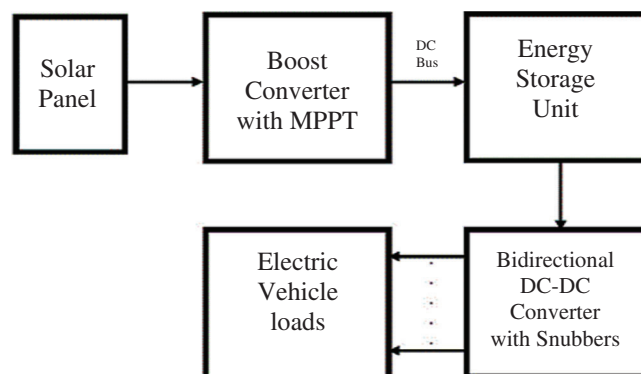 Solar
Panel
Boost
Converter
with MPPT
DC
Bus
Energy
Storage
Unit
Electric
Vehicle
loads
Bidirectional
DC-DC
Converter
with Snubbers